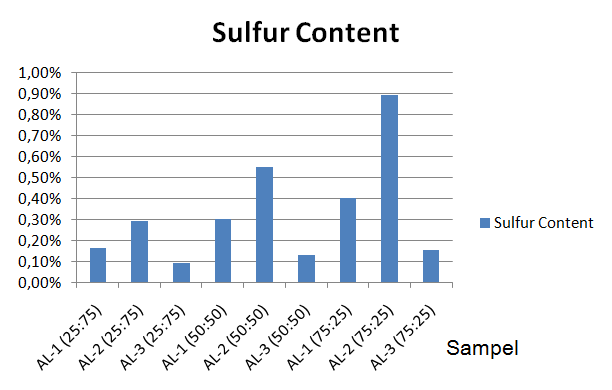 Sulfur Content
1,00%
0,90%
0,80%
0,70%
0,60%
0,50%
0,40%
0,30%
0,20%
0,10%
0,00%
AL-1 (25:75)
AL-2 (25:75)
AL-3 (25:75)
AL-1 (50:50)
AL-2 (50:50)
AL-3 (50:50)
AL-1 (75:25)
AL-2 (75:25)
AL-3 (75:25)
Sampel
Sulfur Content